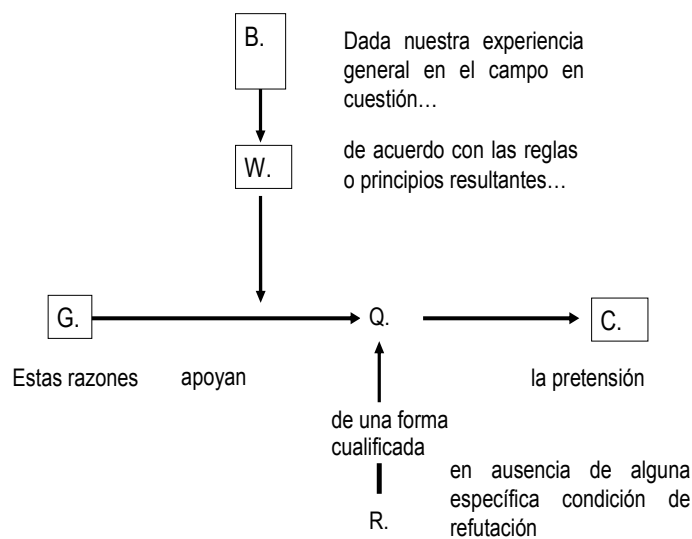 B.
Dada nuestra experiencia
general en el campo en
cuestión…
W.
de acuerdo con las reglas
o principios resultantes…
G.
Q.
C.
Estas razones
apoyan
la pretensión
de una forma
cualificada
en ausencia de alguna
específica condición de
refutación
R.